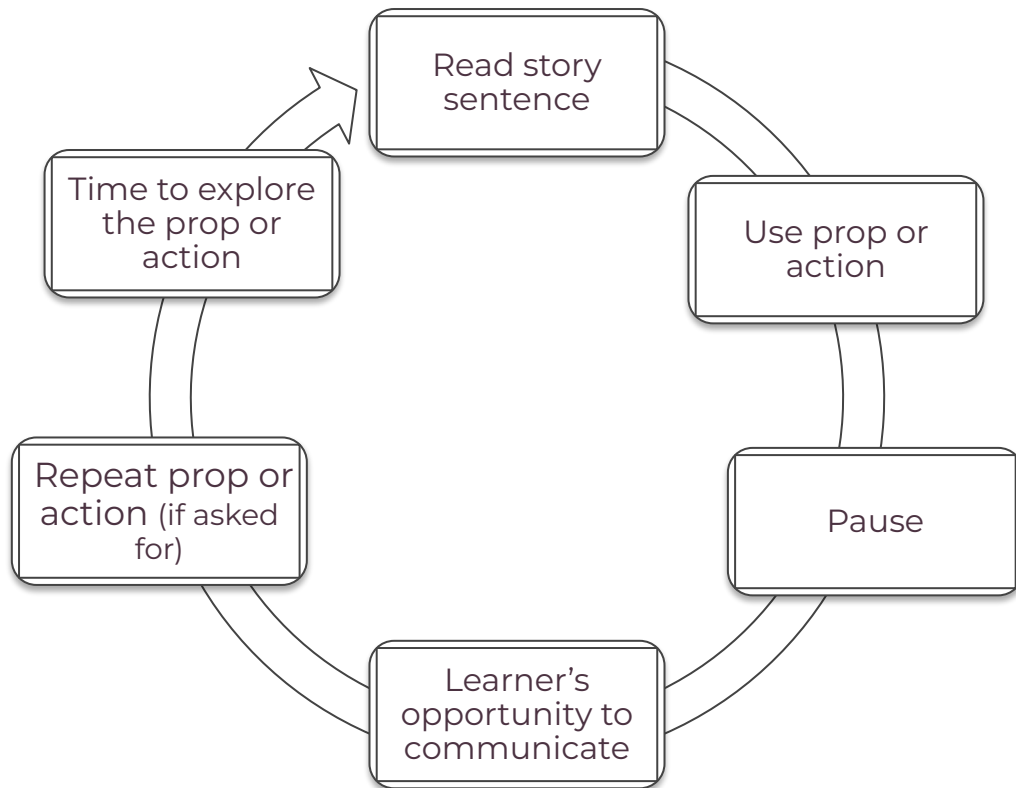 Read story
sentence
Use prop or
action
Pause
Learner’s
opportunity to
communicate
Repeat prop or
action (if asked
for)
Time to explore
the prop or
action